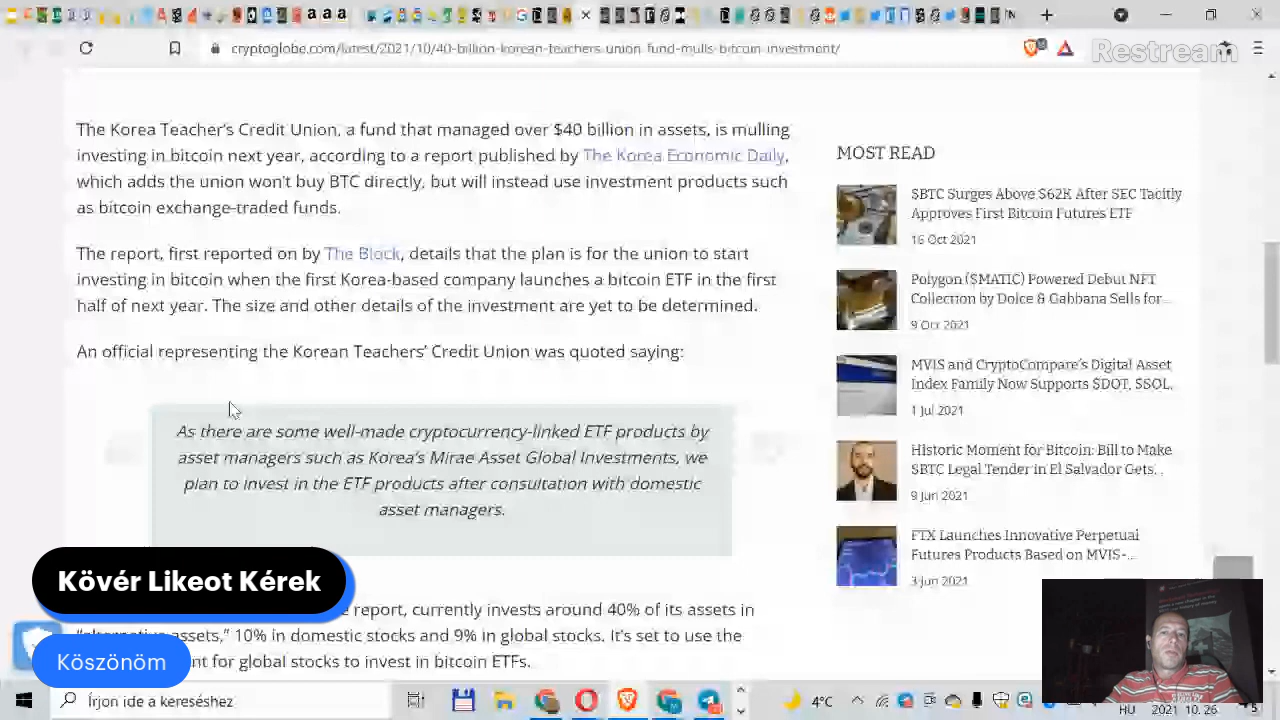 cryptoglobe.com/latest/2021/10/40-billion-korean-teachers-union-fund-mulls-bitcoin-investment/
Restream
The Korea Teacher's Credit Union, a fund that managed over $40 billion in assets, is mulling
investing in bitcoin next year, according to a report published by The Korea Economic Daily,
which adds the union won't buy BTC directly, but will instead use investment products such
as bitcoin exchange-traded funds.
The report, first reported on by The Block, details that the plan is for the union to start
investing in bitcoin when the first Korea-based company launches a bitcoin ETF in the first
half of next year. The size and other details of the investment are yet to be determined.
An official representing the Korean Teachers' Credit Union was quoted saying:
As there are some well-made cryptocurrency-linked ETF products by
asset managers such as Korea's Mirae Asset Global Investments, we
plan to invest in the ETF products after consultation with domestic
asset managers.
report, currently invests around 40% of its assets in
"alternative assets," 10% in domestic stocks and 9% in global stocks. It's set to use the
for global stocks to invest in bitcoin ETFs.
MOST READ
$BTC Surges Above $62K After SEC Tacitly
Approves First Bitcoin Futures ETF
16 Oct 2021
Polygon ($MATIC) Powered Debut NFT
Collection by Dolce & Gabbana Sells for...
9 Oct 2021
MVIS and CryptoCompare's Digital Asset
Index Family Now Supports $DOT, $SOL,
1 Jul 2021
Historic Moment for Bitcoin: Bill to Make
$BTC Legal Tender in El Salvador Gets...
9 Jun 2021
FTX Launches Innovative Perpetual
Futures Products Based on MVIS-...
3 Jun 2021
Kövér Likeot Kérek
Köszönöm
Írjon ide a kereséshez
4°C
HU
2021. 10. 26.